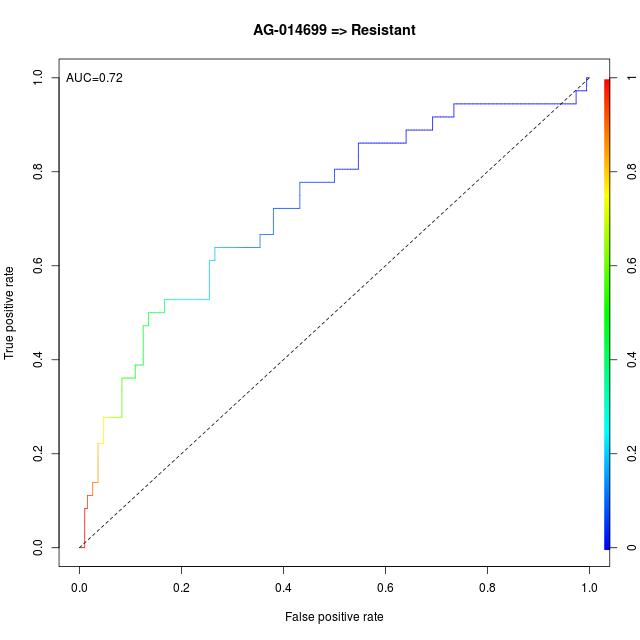 AG-014699 => Resistant
AUC=0.72
True positive rate
1.0
0.8
0.6
0.4
0.2
0.0
0.0 0.2 0.4 0.6 0.8 1.0
False positive rate
1
0.8
0.6
0.4
0.2
0